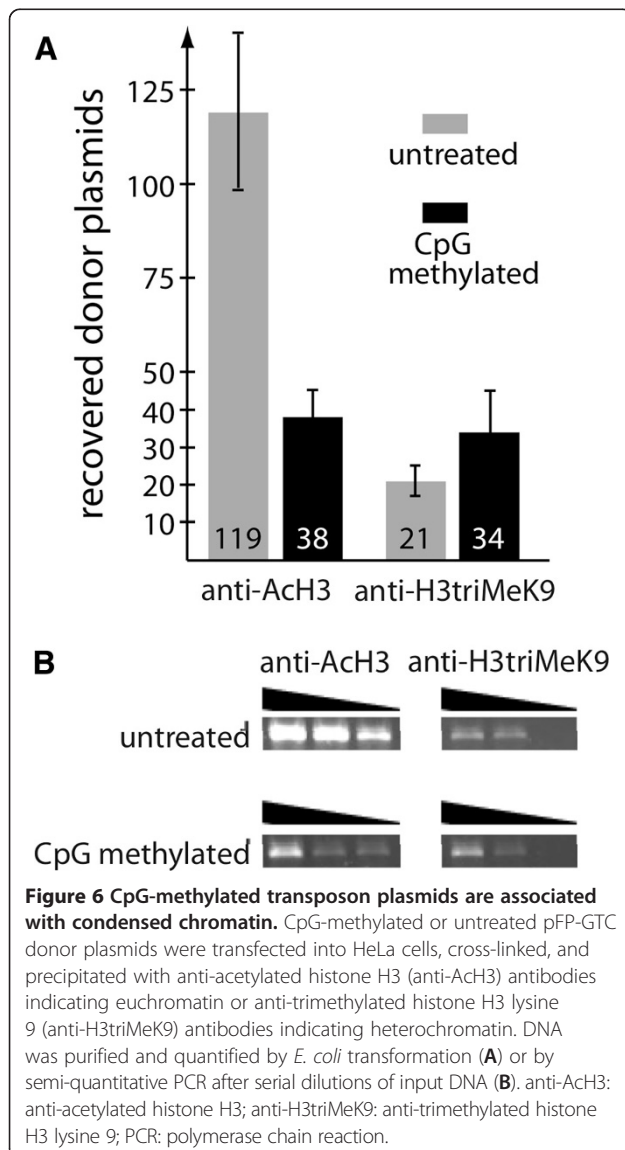 A
recovered donor plasmids
125
100
75
50
40
30
20
10
untreated
CpG
methylated
119
38
21
34
anti-AcH3
anti-H3triMeK9
B
anti-AcH3
anti-H3triMeK9
untreated
CpG methylated
Figure 6 CpG-methylated transposon plasmids are associated
with condensed chromatin. CpG-methylated or untreated pFP-GTC
donor plasmids were transfected into HeLa cells, cross-linked, and
precipitated with anti-acetylated histone H3 (anti-AcH3) antibodies
indicating euchromatin or anti-trimethylated histone H3 lysine
9 (anti-H3triMeK9) antibodies indicating heterochromatin. DNA
was purified and quantified by E. coli transformation (A) or by
semi-quantitative PCR after serial dilutions of input DNA (B). anti-AcH3:
anti-acetylated histone H3; anti-H3triMeK9: anti-trimethylated histone
H3 lysine 9; PCR: polymerase chain reaction.